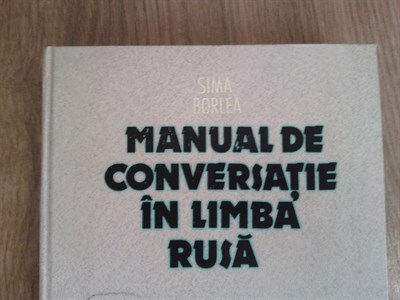 SIMA
BORLEA
MANUAL DE
CONVERSAȚIE
ÎN LIMBA
RUSĂ